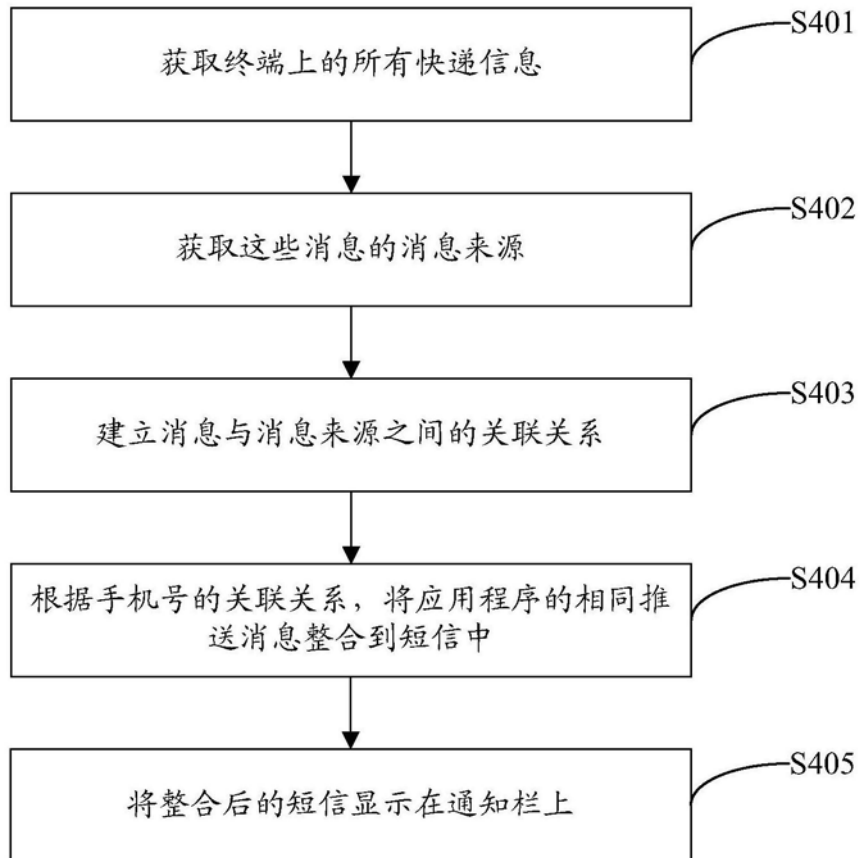 获取终端上的所有快递信息
S401
获取这些消息的消息来源
S402
建立消息与消息来源之间的关联关系
S403
根据手机号的关联关系，将应用程序的相同推
送消息整合到短信中
S404
将整合后的短信显示在通知栏上
S405